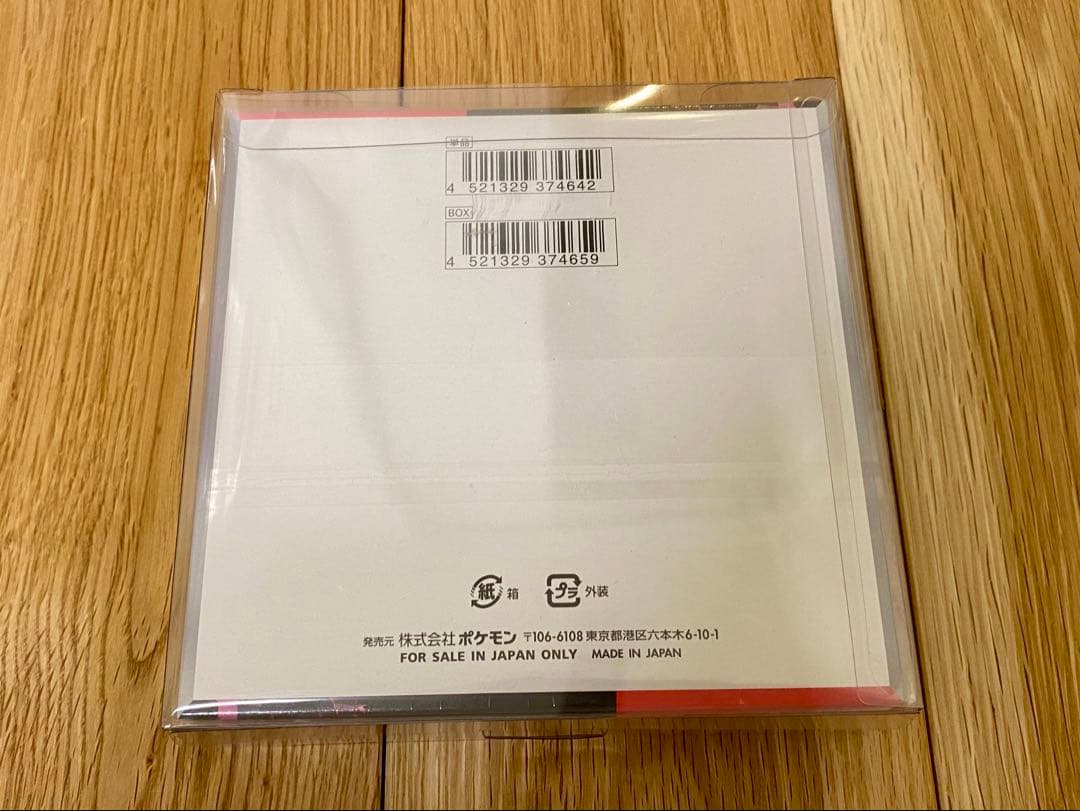 単品
4 521329 374642
BOX
4 521329 374659
紙 箱 プラ 外装
発売元 株式会社 ポケモン 〒106-6108 東京都港区六本木6-10-1
FOR SALE IN JAPAN ONLY MADE IN JAPAN